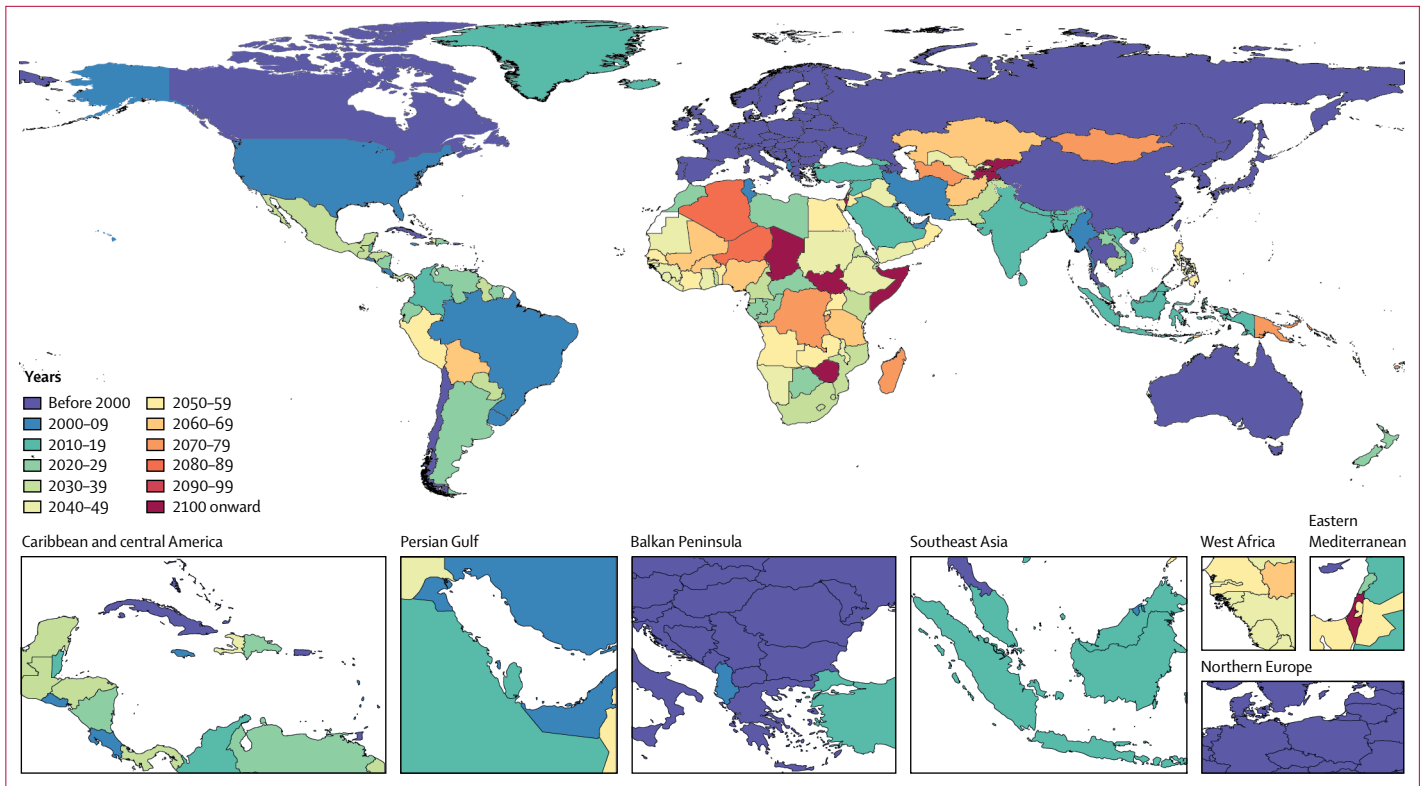 Years
Before 2000
2000–09
2010–19
2020–29
2030–39
2040–49
2050–59
2060–69
2070–79
2080–89
2090–99
2100 onward
Caribbean and central America
Persian Gulf
Balkan Peninsula
Southeast Asia
West Africa
Eastern
Mediterranean
Northern Europe